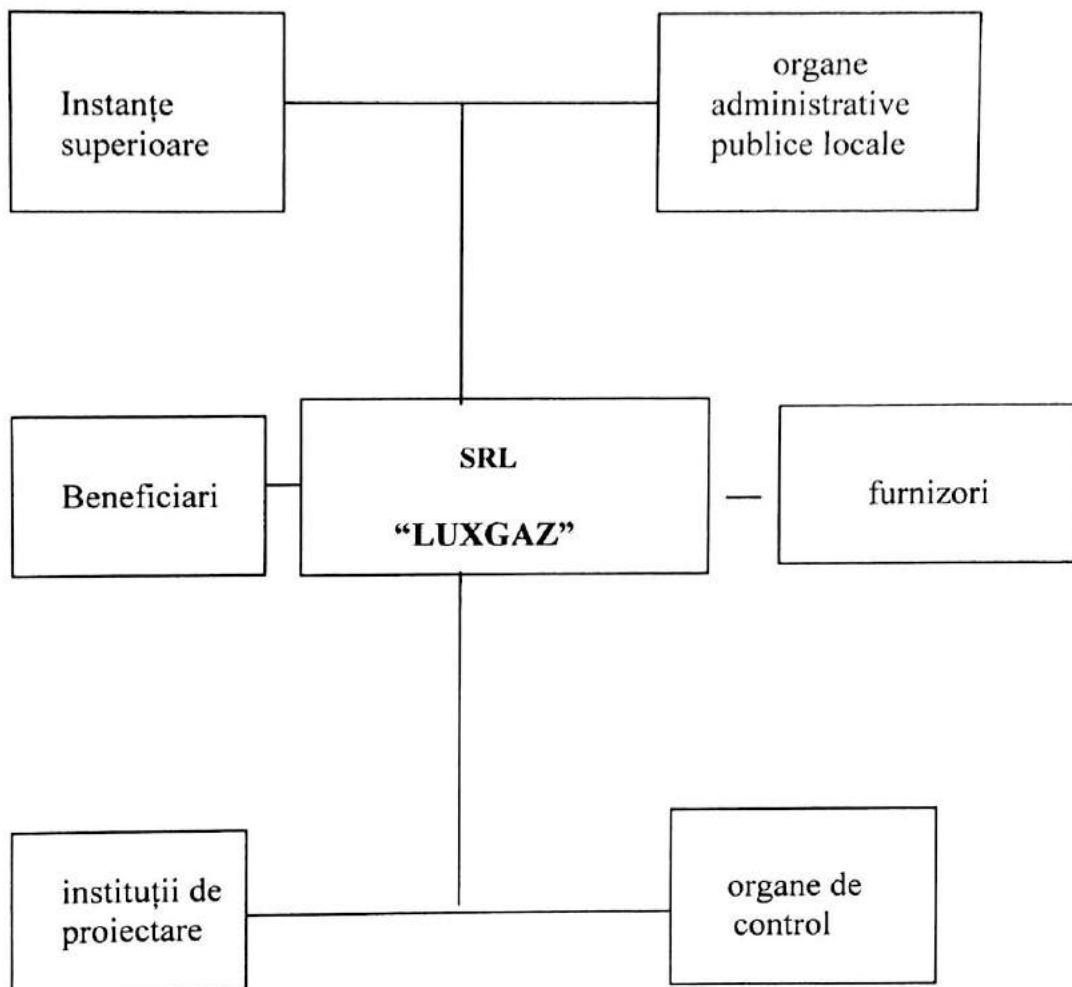 Instanțe
superioare
organe
administrative
publice locale
Beneficiari
SRL
“LUXGAZ”
furnizori
instituții de
proiectare
organe de
control